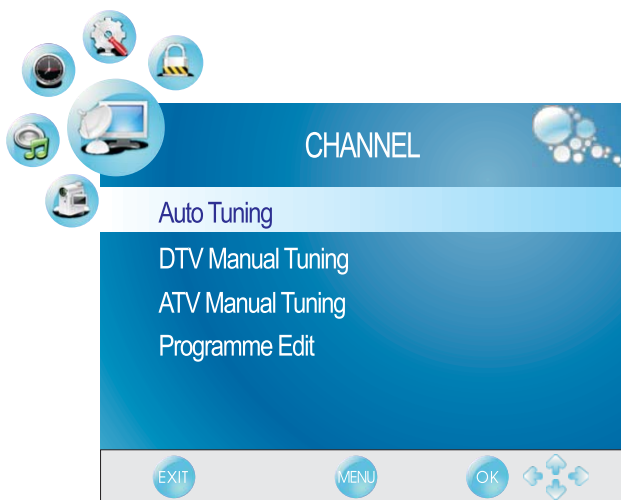 CHANNEL
Auto Tuning
DTV Manual Tuning
ATV Manual Tuning
Programme Edit
EXIT MENU OK